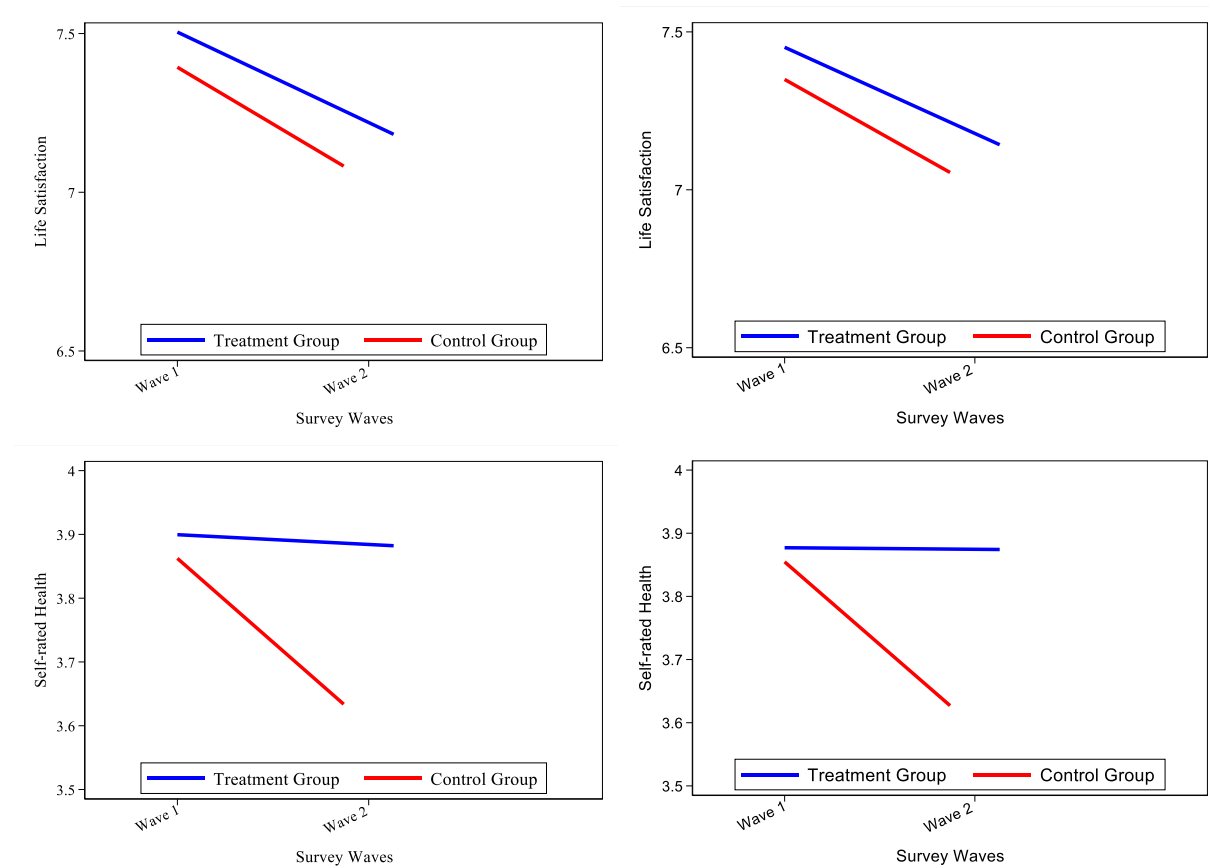 7.5
7
6.5
Life Satisfaction
Treatment Group Control Group
Wave 1 Wave 2
Survey Waves
7.5
7
6.5
Life Satisfaction
Treatment Group Control Group
Wave 1 Wave 2
Survey Waves
4
3.9
3.8
3.7
3.6
3.5
Self-rated Health
Treatment Group Control Group
Wave 1 Wave 2
Survey Waves
4
3.9
3.8
3.7
3.6
3.5
Self-rated Health
Treatment Group Control Group
Wave 1 Wave 2
Survey Waves